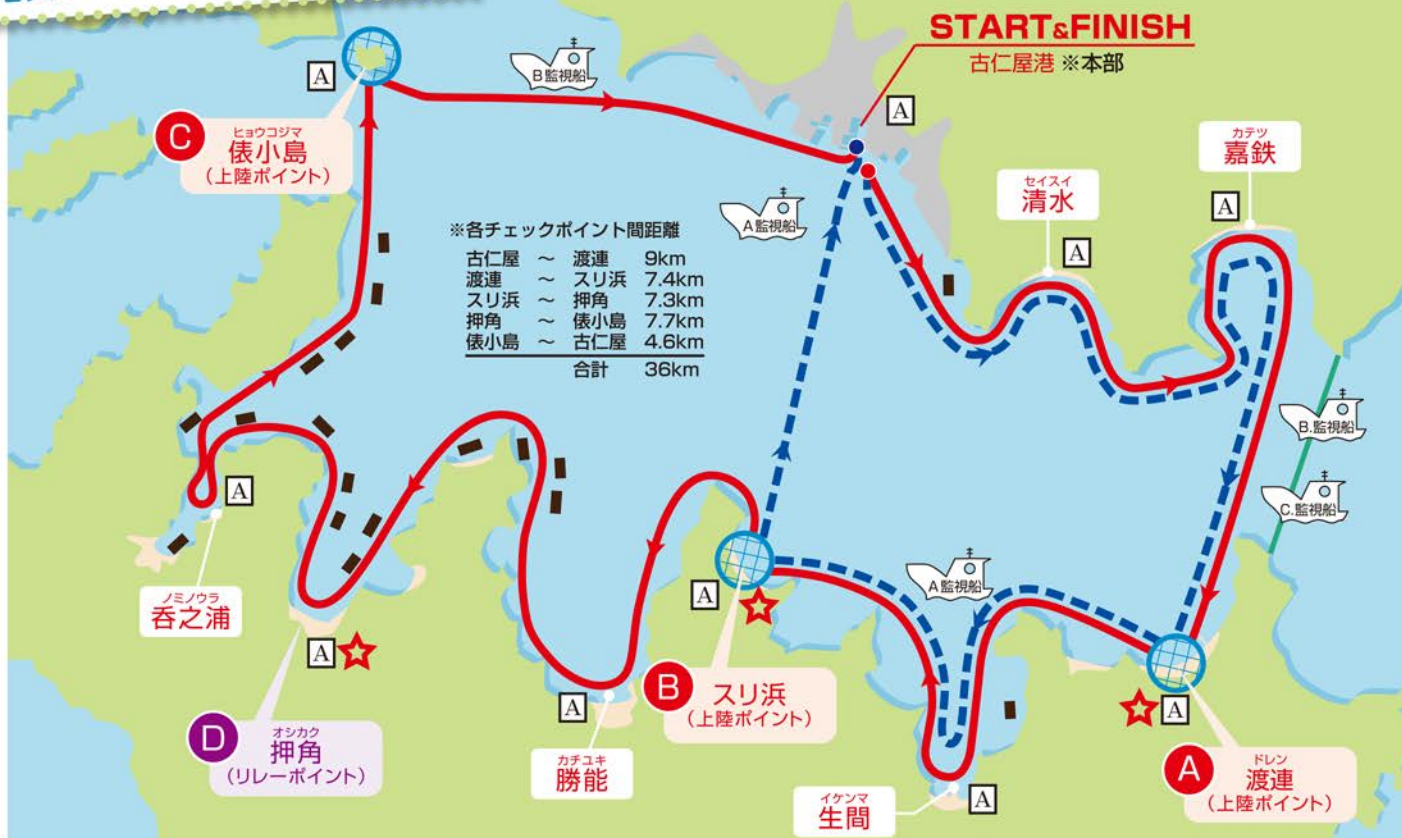 START&FINISH
古仁屋港 ※本部
A
B監視船
A
C
ヒョウコジマ
俵小島
(上陸ポイント)
A
カテツ
嘉鉄
A
セイスイ
清水
A
A監視船
※各チェックポイント間距離
古仁屋 ～ 渡連 9km
渡連 ～ スリ浜 7.4km
スリ浜 ～ 押角 7.3km
押角 ～ 俵小島 7.7km
俵小島 ～ 古仁屋 4.6km
合計 36km
B.監視船
C.監視船
A
ノミノウラ
呑之浦
A
D
オシカク
押角
(リレーポイント)
A
カチユキ
勝能
A
B
スリ浜
(上陸ポイント)
A監視船
A
イケンマ
生間
A
A
ドレン
渡連
(上陸ポイント)